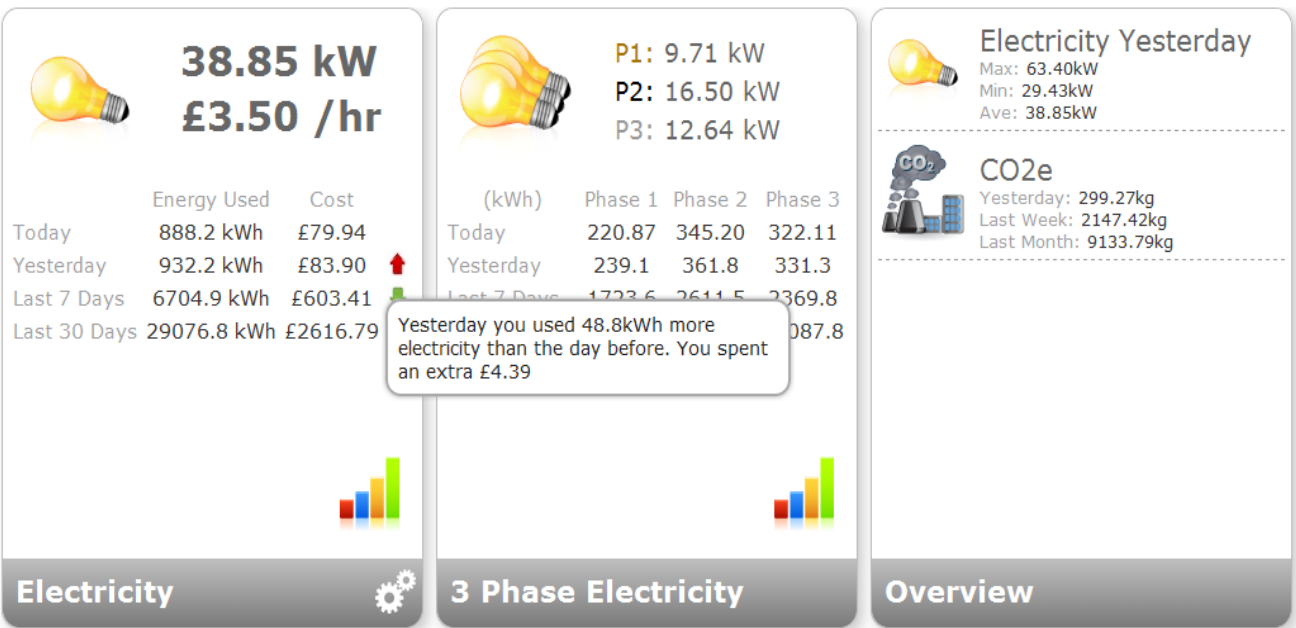 38.85 kW
£3.50 /hr
Energy Used Cost
Today 888.2 kWh £79.94
Yesterday 932.2 kWh £83.90
Last 7 Days 6704.9 kWh £603.41
Last 30 Days 29076.8 kWh £2616.79
Electricity
P1: 9.71 kW
P2: 16.50 kW
P3: 12.64 kW
(kWh) Phase 1 Phase 2 Phase 3
Today 220.87 345.20 322.11
Yesterday 239.1 361.8 331.3
Last 7 Days 1723.6 2611.5 2369.8
087.8
Yesterday you used 48.8kWh more
electricity than the day before. You spent
an extra £4.39
3 Phase Electricity
Electricity Yesterday
Max: 63.40kW
Min: 29.43kW
Ave: 38.85kW
CO2
CO2e
Yesterday: 299.27kg
Last Week: 2147.42kg
Last Month: 9133.79kg
Overview